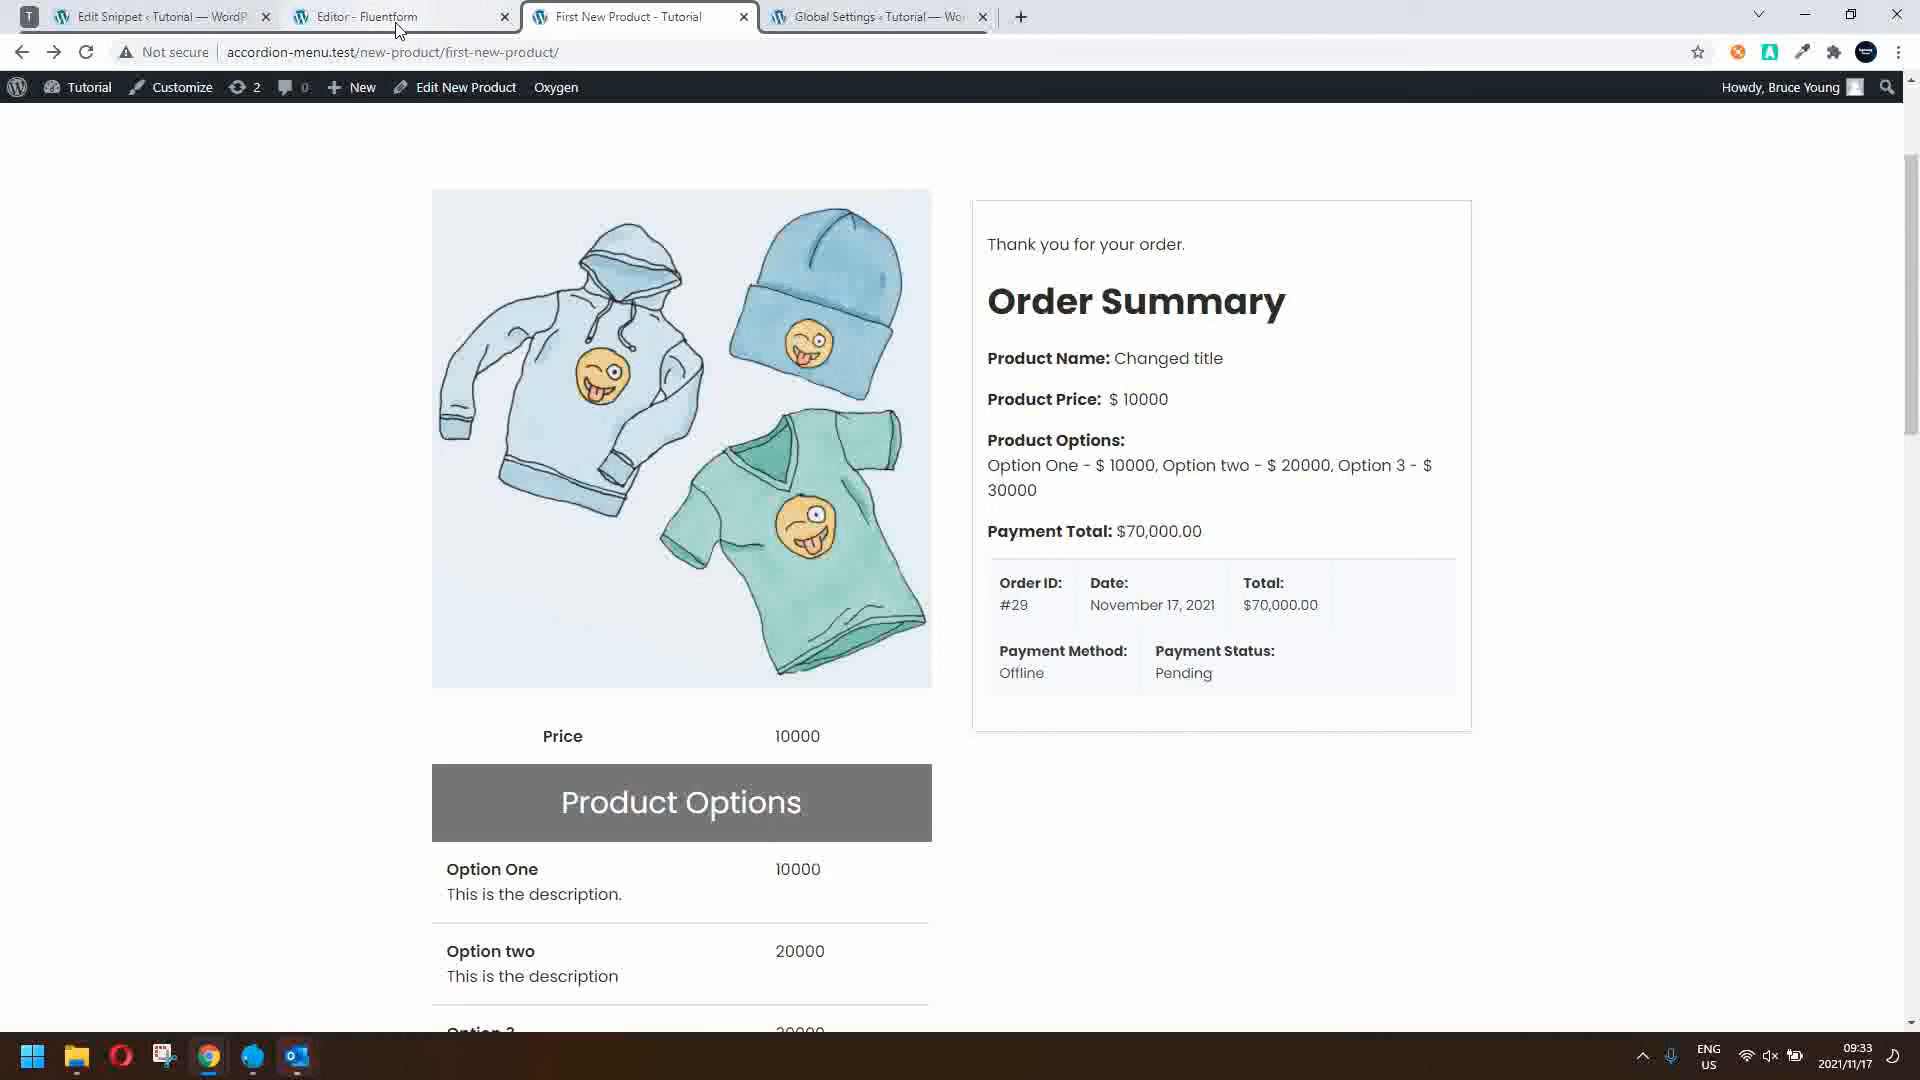 T
Edit Snippet ‹ Tutorial — WordP
Editor - Fluentform
First New Product - Tutorial
Global Settings ‹ Tutorial — Wo
Not secure
accordion-menu.test/new-product/first-new-product/
Tutorial
Customize
2
0
New
Edit New Product
Oxygen
Howdy, Bruce Young
Thank you for your order.
Order Summary
Product Name: Changed title
Product Price: $ 10000
Product Options:
Option One - $ 10000, Option two - $ 20000, Option 3 - $
30000
Payment Total: $70,000.00
Order ID:
#29
Date:
November 17, 2021
Total:
$70,000.00
Payment Method:
Offline
Payment Status:
Pending
Price
10000
Product Options
Option One
10000
This is the description.
Option two
20000
This is the description
Option 3
30000
ENG
US
09:33
2021/11/17